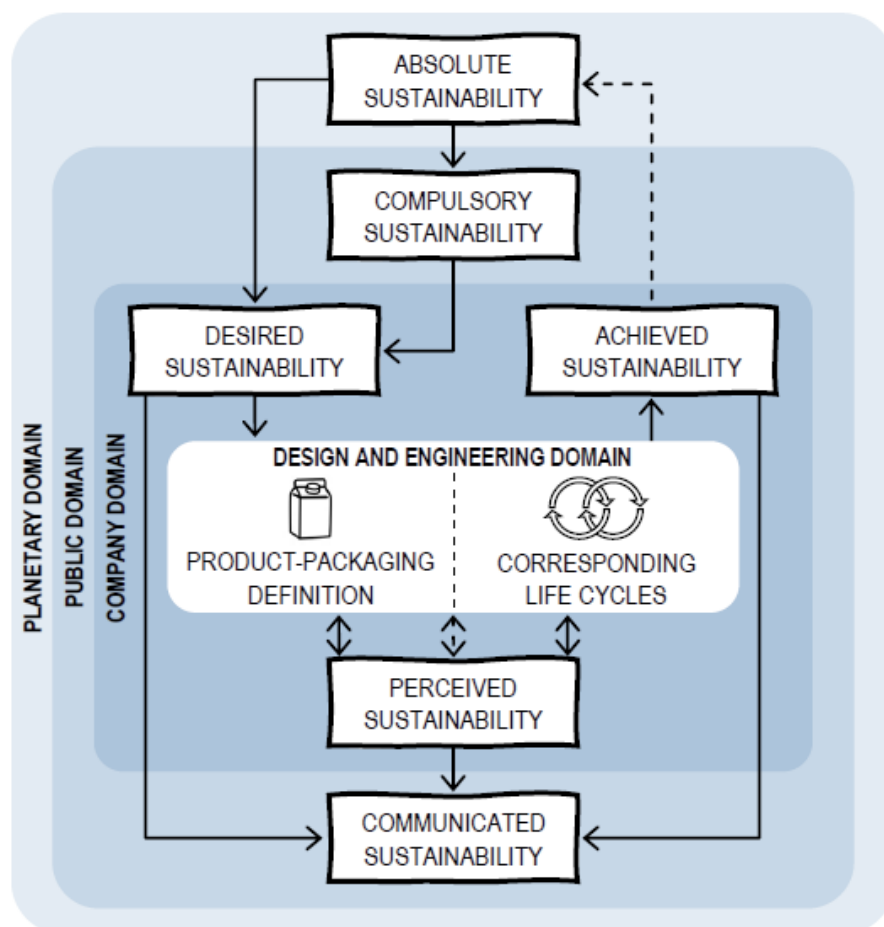 ABSOLUTE
SUSTAINABILITY
COMPULSORY
SUSTAINABILITY
DESIRED
SUSTAINABILITY
ACHIEVED
SUSTAINABILITY
DESIGN AND ENGINEERING DOMAIN
PRODUCT-PACKAGING
DEFINITION
CORRESPONDING
LIFE CYCLES
PERCEIVED
SUSTAINABILITY
COMMUNICATED
SUSTAINABILITY
PLANETARY DOMAIN
PUBLIC DOMAIN
COMPANY DOMAIN